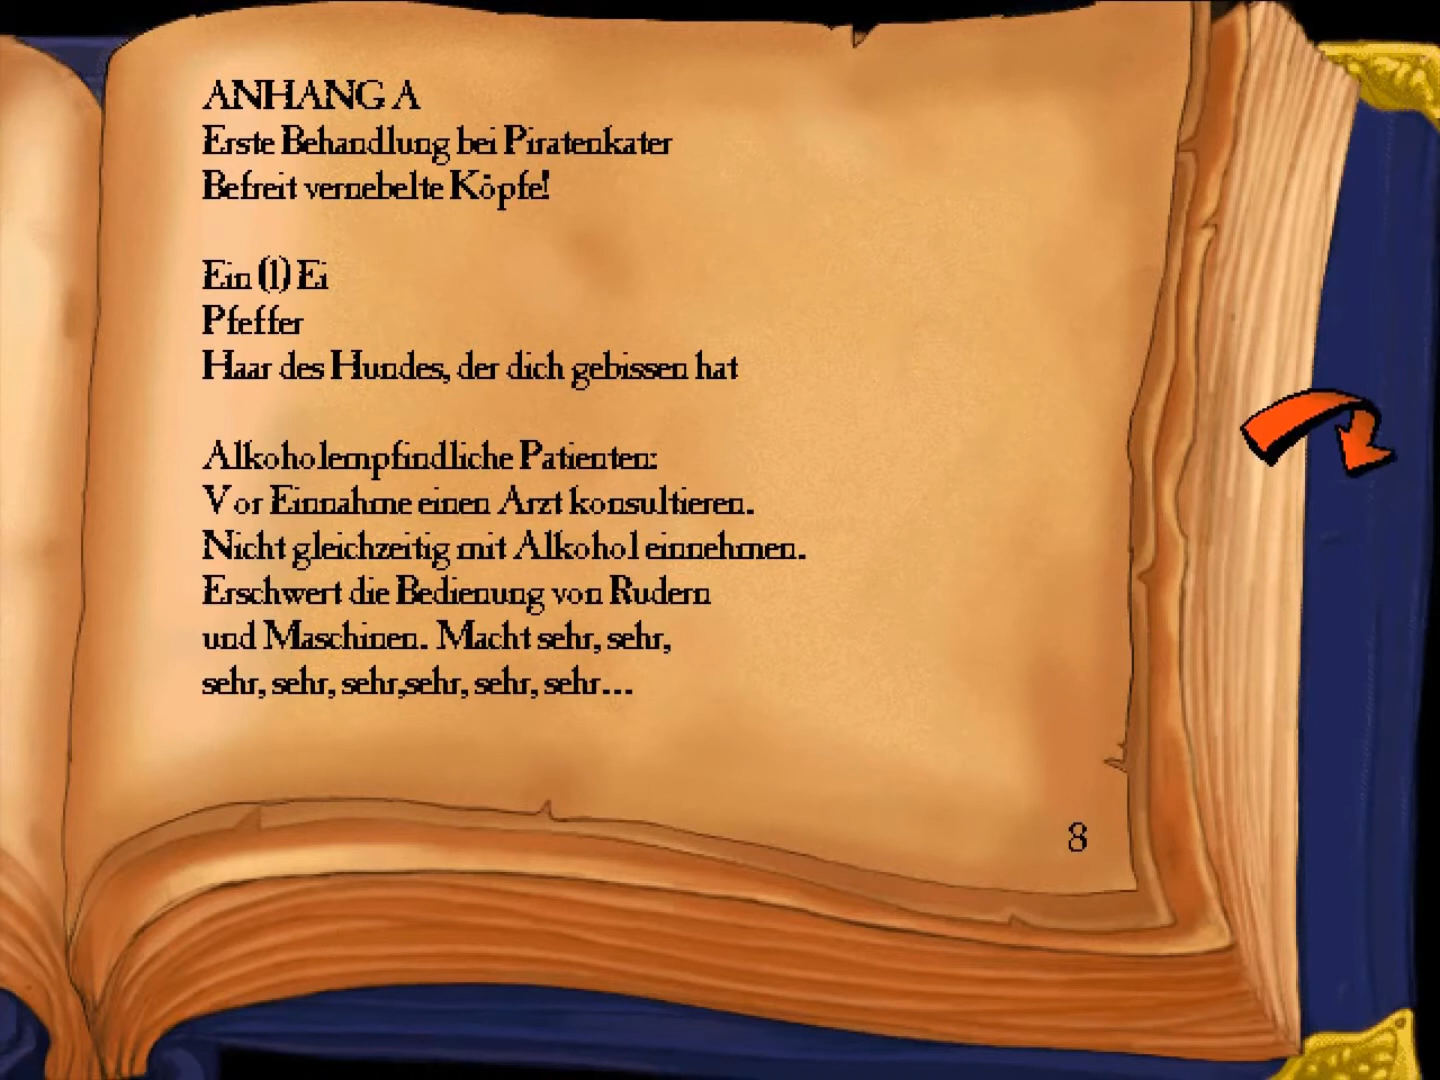 ANHANG A
Erste Behandlung bei Piratenkater
Befreit vernebelte Köpfe!
Ein (1) Ei
Pfeffer
Haar des Hundes, der dich gebissen hat
Alkoholempfindliche Patienten:
Vor Einnahme einen Arzt konsultieren.
Nicht gleichzeitig mit Alkohol einnehmen.
Erschwert die Bedienung von Rudern
und Maschinen. Macht sehr, sehr,
sehr, sehr, sehr,sehr, sehr, sehr...
8